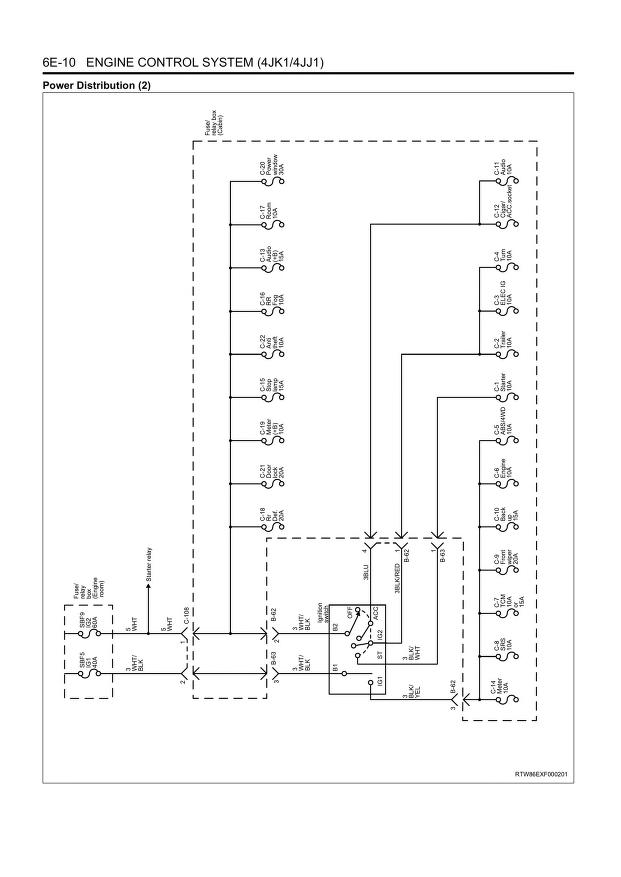 6E-10 ENGINE CONTROL SYSTEM (4JK1/4JJ1)
Power Distribution (2)
Fuse/
relay box
(Cabin)
C-20
Power
window
30A
C-17
Room
10A
C-13
Audio
(+B)
15A
C-16
RR
Fog
10A
C-22
Anti
theft
10A
C-15
Stop
lamp
15A
C-19
Meter
(+B)
10A
C-21
Door
lock
20A
C-18
Rr
Def.
20A
C-11
Audio
10A
C-12
Cigar/
ACC socket
C-4
Turn
10A
C-3
ELEC IG
10A
C-2
Trailer
10A
C-1
Starter
10A
C-5
ABS/4WD
10A
C-6
Engine
10A
C-10
Back
up
15A
C-9
Front
wiper
20A
C-7
TCM
10A
or
15A
C-8
SRS
10A
C-14
Meter
10A
Fuse/
relay
box
(Engine
room)
SBF9
IG2
60A
SBF5
IG1
40A
5
WHT
5
WHT
3
WHT/
BLK
Starter relay
C-108
1
2
B-62
2
B-63
3
3
WHT/
BLK
3
WHT/
BLK
Ignition
switch
B2
B1
OFF
ACC
IG2
ST
IG1
4
3BLU
1
B-62
3BLK/RED
1
B-63
3
BLK/
WHT
3
BLK/
YEL
B-62
3
RTW86EXF000201